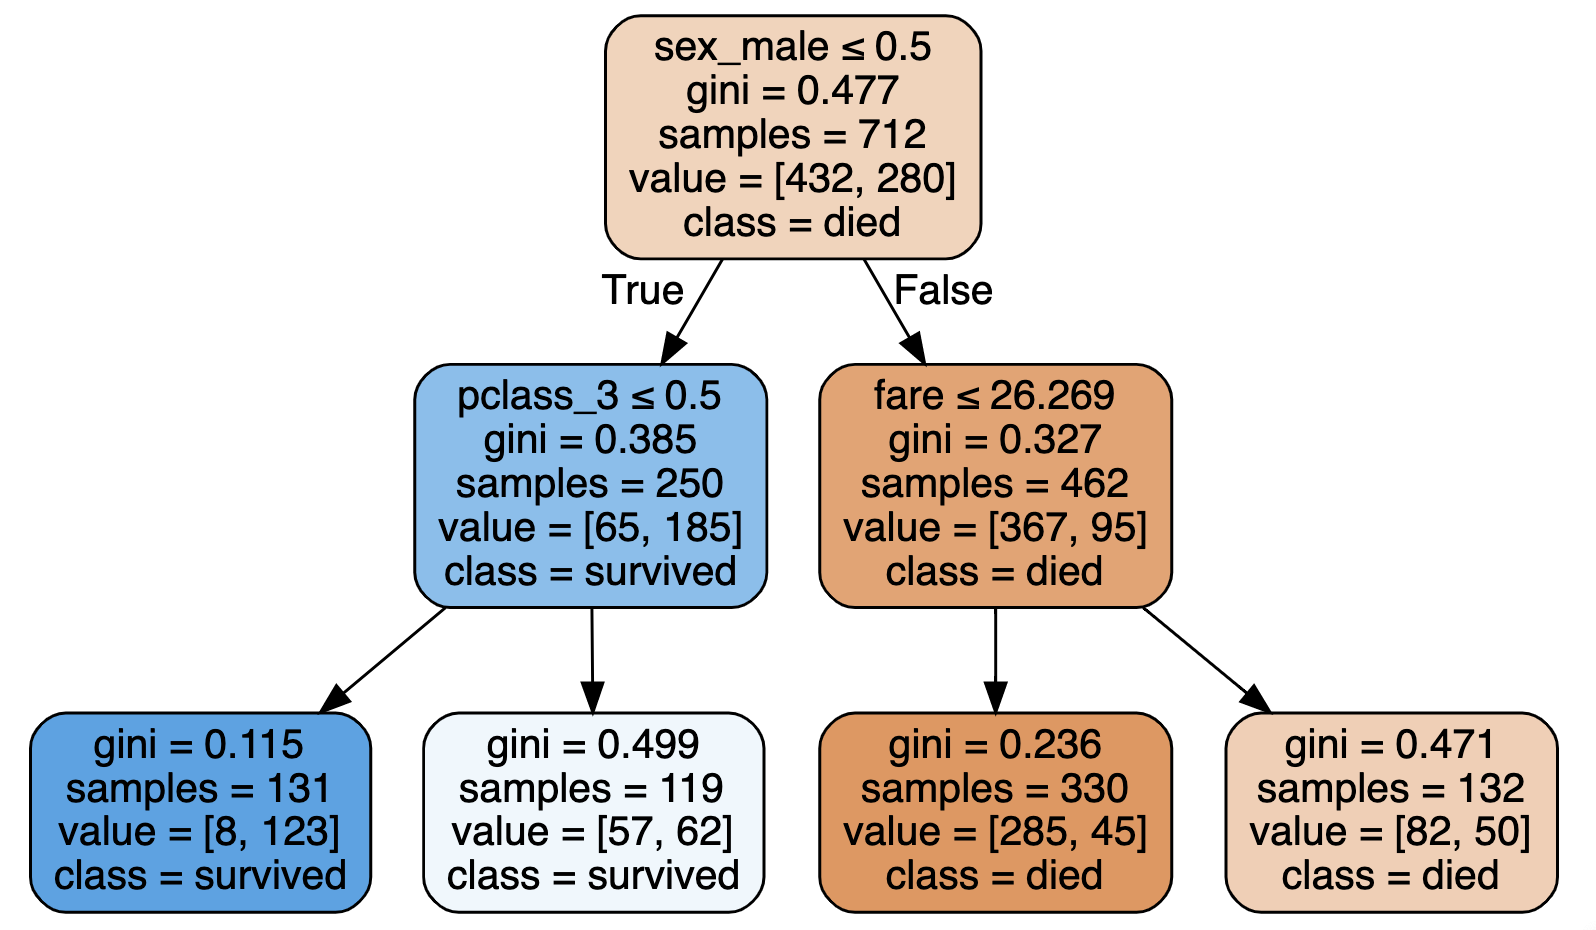 sex_male ≤ 0.5
gini = 0.477
samples = 712
value = [432, 280]
class = died
True
False
pclass_3 ≤ 0.5
gini = 0.385
samples = 250
value = [65, 185]
class = survived
fare ≤ 26.269
gini = 0.327
samples = 462
value = [367, 95]
class = died
gini = 0.115
samples = 131
value = [8, 123]
class = survived
gini = 0.499
samples = 119
value = [57, 62]
class = survived
gini = 0.236
samples = 330
value = [285, 45]
class = died
gini = 0.471
samples = 132
value = [82, 50]
class = died